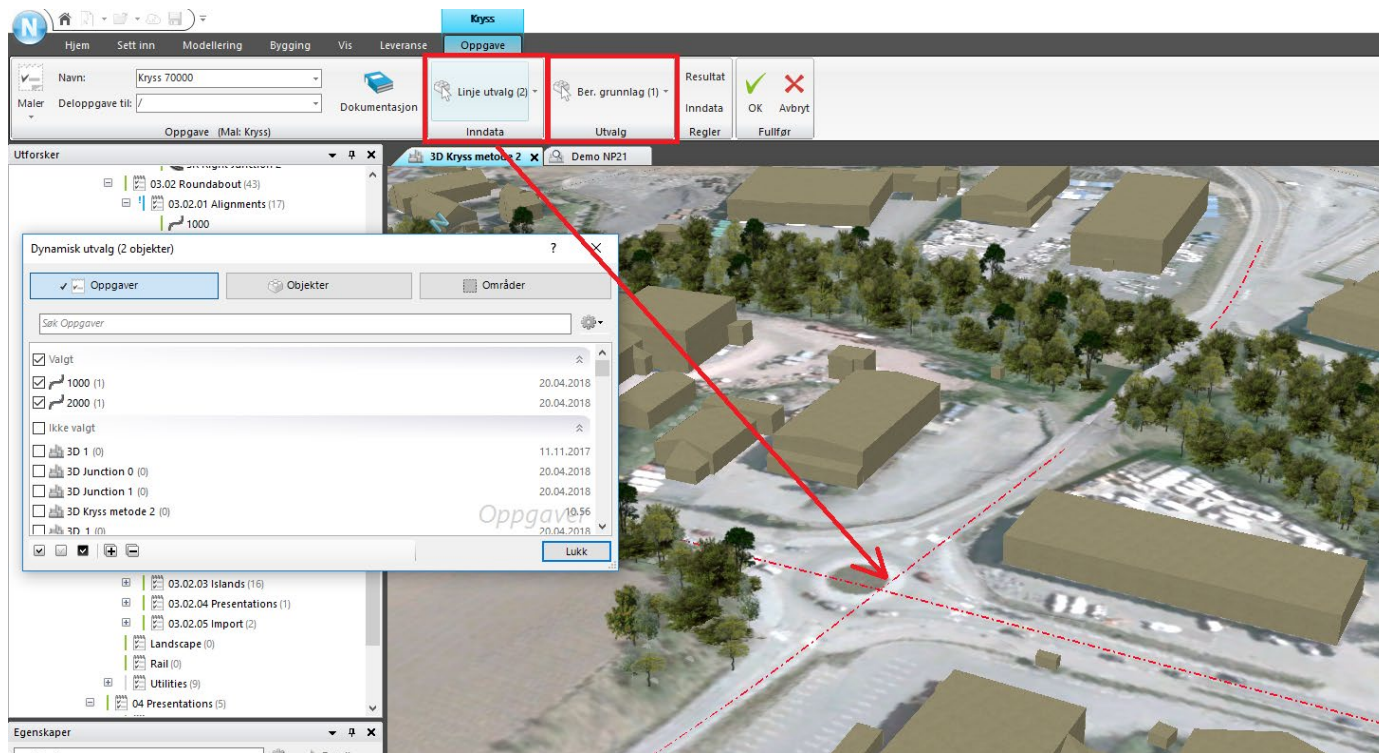 N
Kryss
Hjem Sett inn Modellering Bygging Vis Leveranse Oppgave
Maler
Navn: Kryss 70000
Deloppgave til: /
Dokumentasjon
Oppgave (Mal: Kryss)
Linje utvalg (2)
Inndata
Ber. grunnlag (1)
Utvalg
Resultat
Inndata
Regler
OK Avbryt
Fullfør
Utforsker
3D Kryss metode 2
Demo NP21
03.02 Roundabout (43)
03.02.01 Alignments (17)
1000
Dynamisk utvalg (2 objekter)
Oppgaver Objekter Områder
Søk Oppgaver
Valgt
1000 (1) 20.04.2018
2000 (1) 20.04.2018
Ikke valgt
3D 1 (0) 11.11.2017
3D Junction 0 (0) 20.04.2018
3D Junction 1 (0) 20.04.2018
3D Kryss metode 2 (0) 10.56
3D_1 (0) 20.04.2018
Oppgaver
Lukk
03.02.03 Islands (16)
03.02.04 Presentations (1)
03.02.05 Import (2)
Landscape (0)
Rail (0)
Utilities (9)
04 Presentations (5)
Egenskaper